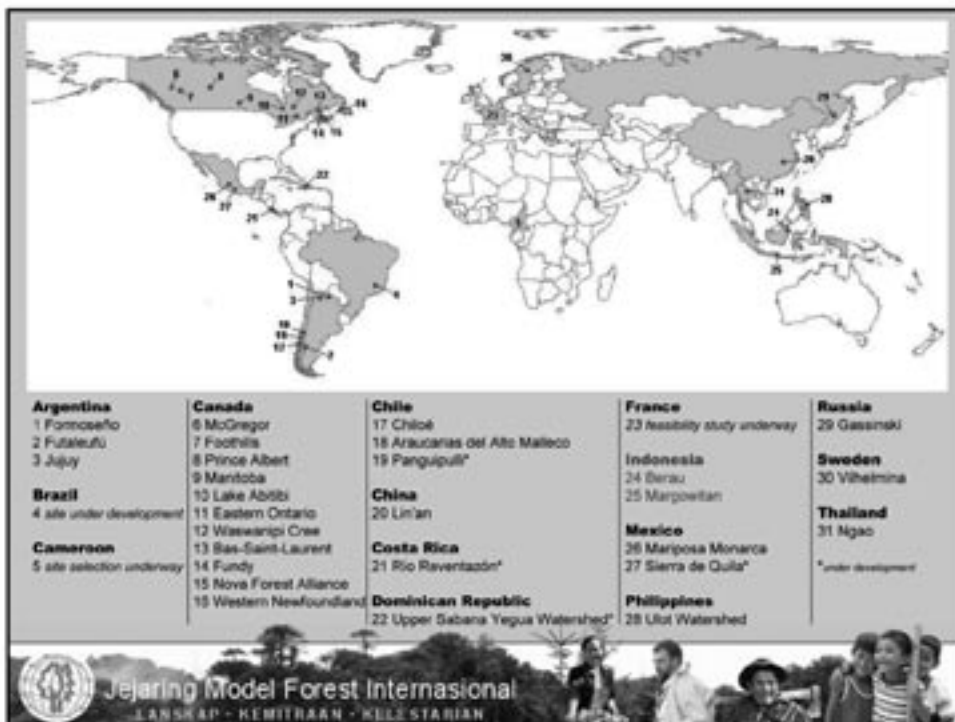 Argentina
1 Formoseño
2 Futaleufú
3 Jujuy
Brazil
4 site under development
Cameroon
5 site selection underway
Canada
6 McGregor
7 Foothills
8 Prince Albert
9 Manitoba
10 Lake Abitibi
11 Eastern Ontario
12 Waswanipi Cree
13 Bas-Saint-Laurent
14 Fundy
15 Nova Forest Alliance
15 Western Newfoundland
Chile
17 Chiloé
18 Araucarias del Alto Malleco
19 Panguipulli*
China
20 Lin'an
Costa Rica
21 Rio Reventazón*
Dominican Republic
22 Upper Sabana Yegua Watershed*
France
23 feasibility study underway
Indonesia
24 Berau
25 Margowitan
Mexico
26 Mariposa Monarca
27 Sierra de Quila*
Philippines
28 Ulot Watershed
Russia
29 Gassinski
Sweden
30 Vilhelmina
Thailand
31 Ngao
*under development
Jejaring Model Forest Internasional
LANSKAP - KEMITRAAN - KELESTARIAN